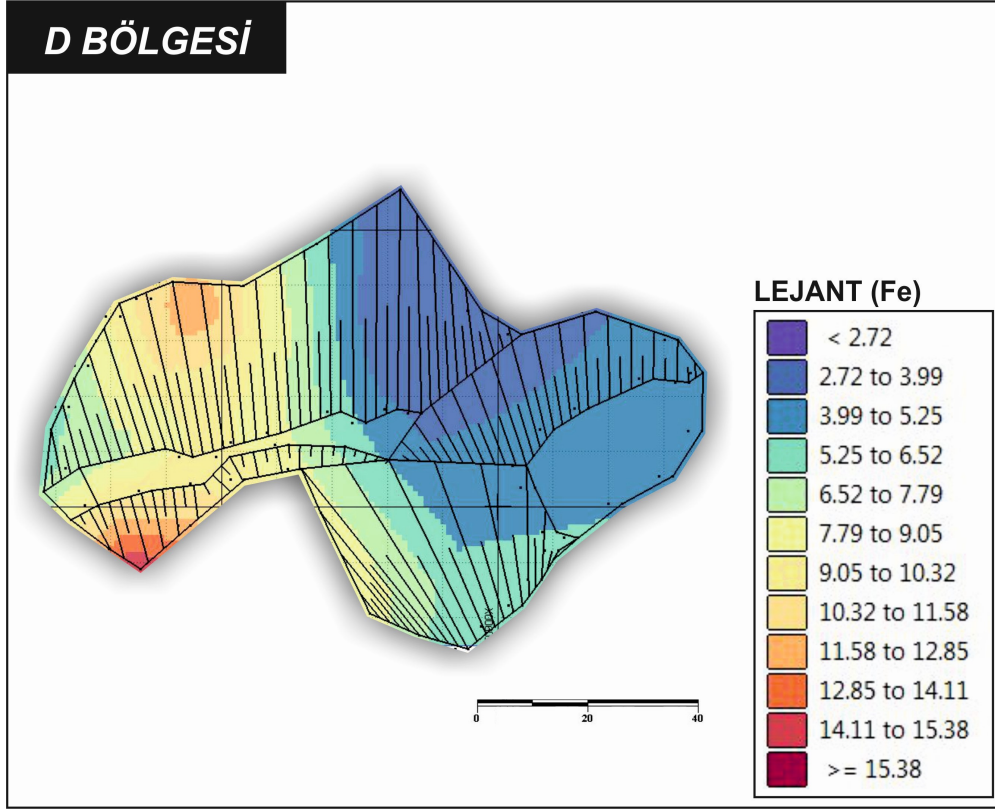 D BÖLGESİ
LEJANT (Fe)
< 2.72
2.72 to 3.99
3.99 to 5.25
5.25 to 6.52
6.52 to 7.79
7.79 to 9.05
9.05 to 10.32
10.32 to 11.58
11.58 to 12.85
12.85 to 14.11
14.11 to 15.38
>= 15.38
0 20 40